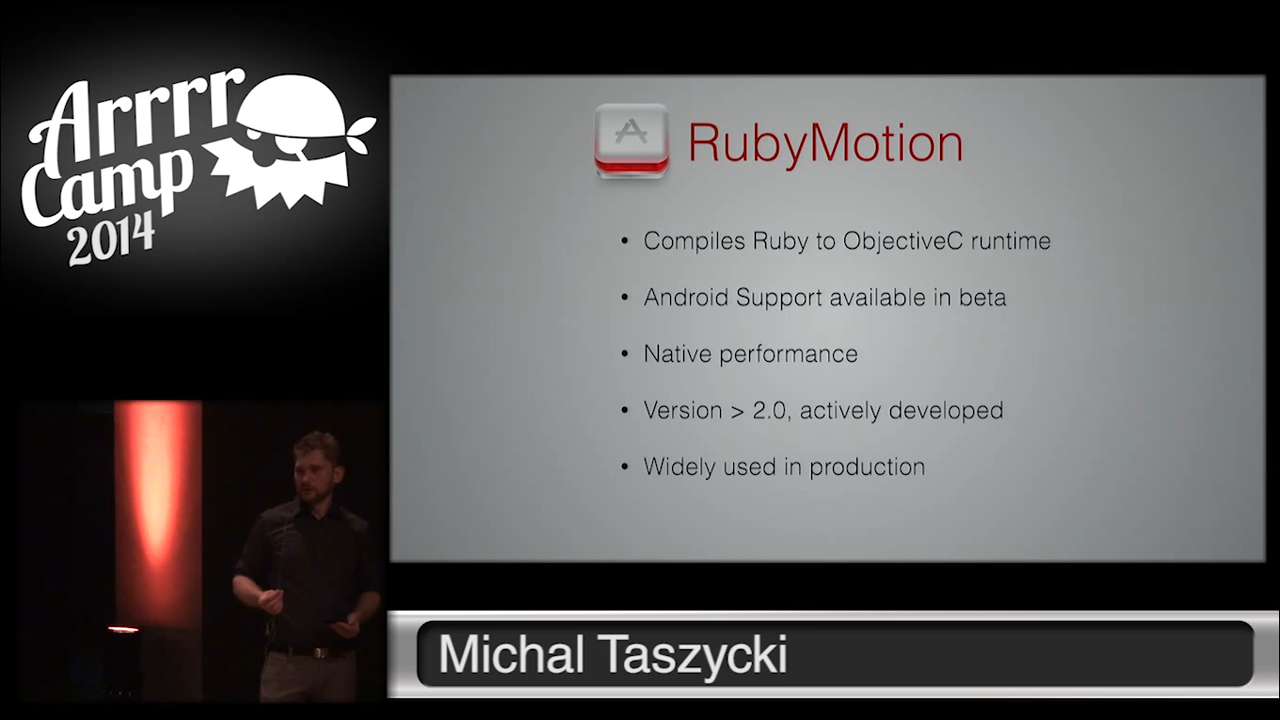 Arrrr
Camp
2014
RubyMotion
• Compiles Ruby to ObjectiveC runtime
• Android Support available in beta
• Native performance
• Version > 2.0, actively developed
• Widely used in production
Michal Taszycki